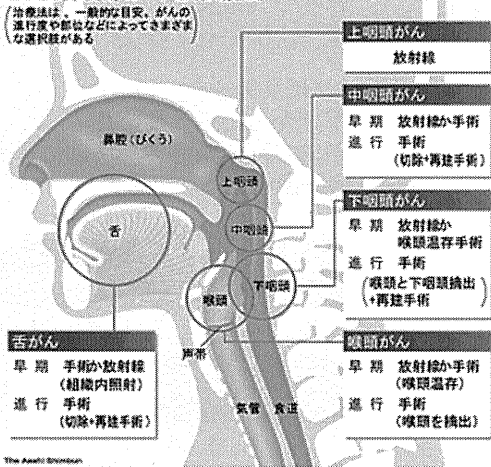 治療法は、一般的な目安。がんの
進行度や部位などによってさまざま
な選択肢がある
上咽頭がん
放射線
中咽頭がん
早期 放射線か手術
進行 手術
(切除+再建手術)
下咽頭がん
早期 放射線か
喉頭温存手術
進行 手術
(喉頭と下咽頭摘出
+再建手術)
喉頭がん
早期 放射線か手術
(喉頭温存)
進行 手術
(喉頭を摘出)
舌がん
早期 手術か放射線
(組織内照射)
進行 手術
(切除+再建手術)
鼻腔(びくう)
上咽頭
舌
中咽頭
下咽頭
喉頭
声帯
気管 食道
The Asahi Shimbun